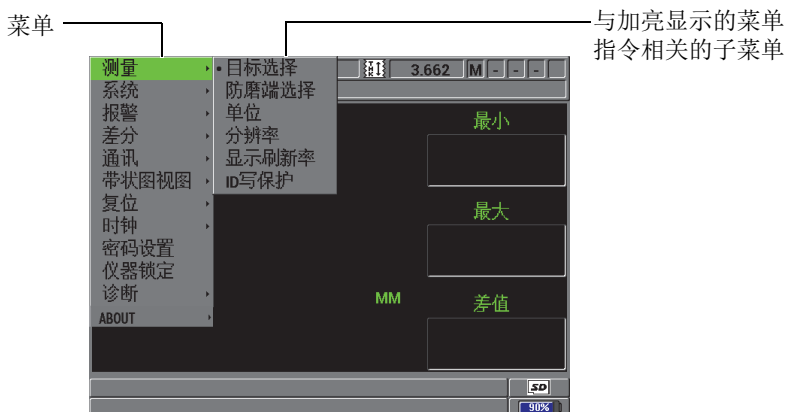 菜单
与加亮显示的菜单
指令相关的子菜单
测量
系统
报警
差分
通讯
带状图视图
复位
时钟
密码设置
仪器锁定
诊断
ABOUT
目标选择
防磨端选择
单位
分辨率
显示刷新率
ID写保护
3.662 M - - -
最小
最大
MM
差值
SD
90%